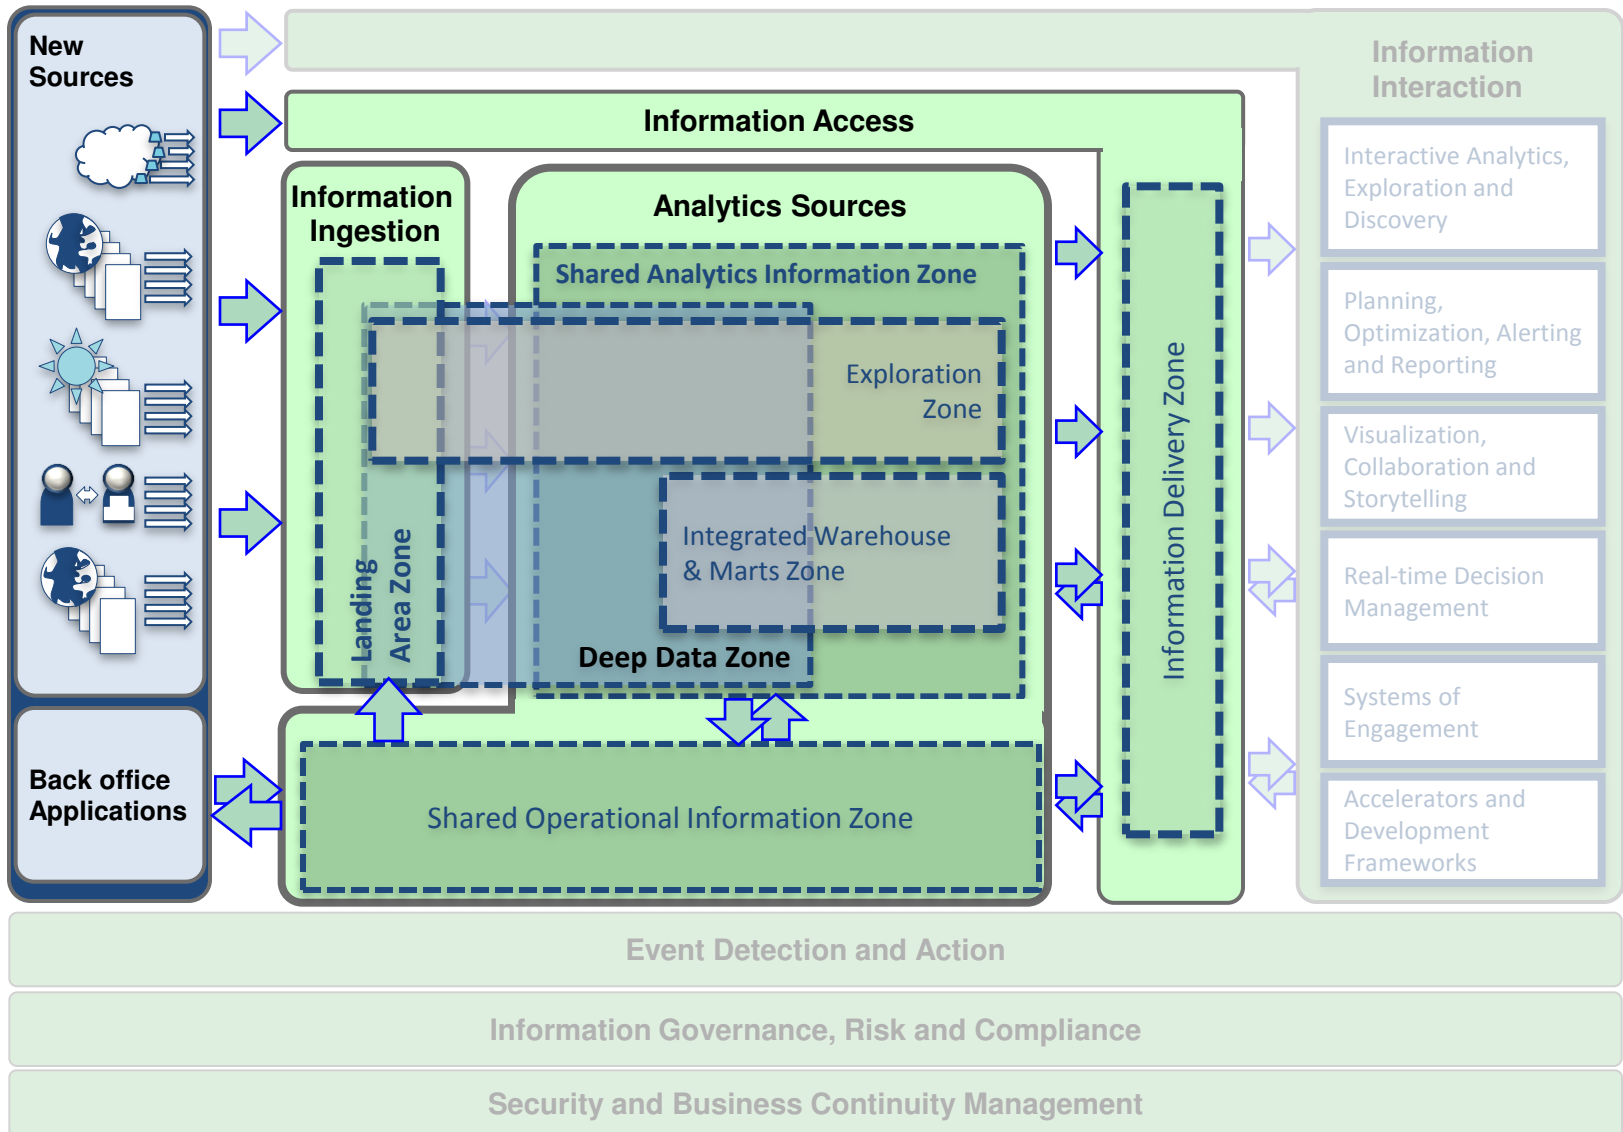 New
Sources
Back office
Applications
Information Access
Information
Ingestion
Landing
Area Zone
Analytics Sources
Shared Analytics Information Zone
Exploration
Zone
Integrated Warehouse
& Marts Zone
Deep Data Zone
Shared Operational Information Zone
Information Delivery Zone
Information
Interaction
Interactive Analytics,
Exploration and
Discovery
Planning,
Optimization, Alerting
and Reporting
Visualization,
Collaboration and
Storytelling
Real-time Decision
Management
Systems of
Engagement
Accelerators and
Development
Frameworks
Event Detection and Action
Information Governance, Risk and Compliance
Security and Business Continuity Management